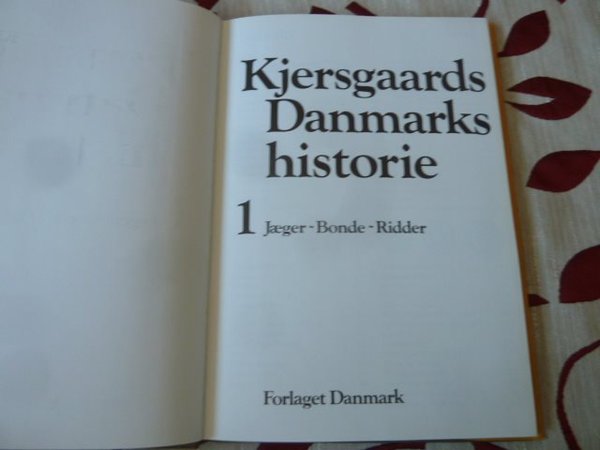 Kjersgaards
Danmarks
historie
1 Jæger - Bonde - Ridder
Forlaget Danmark